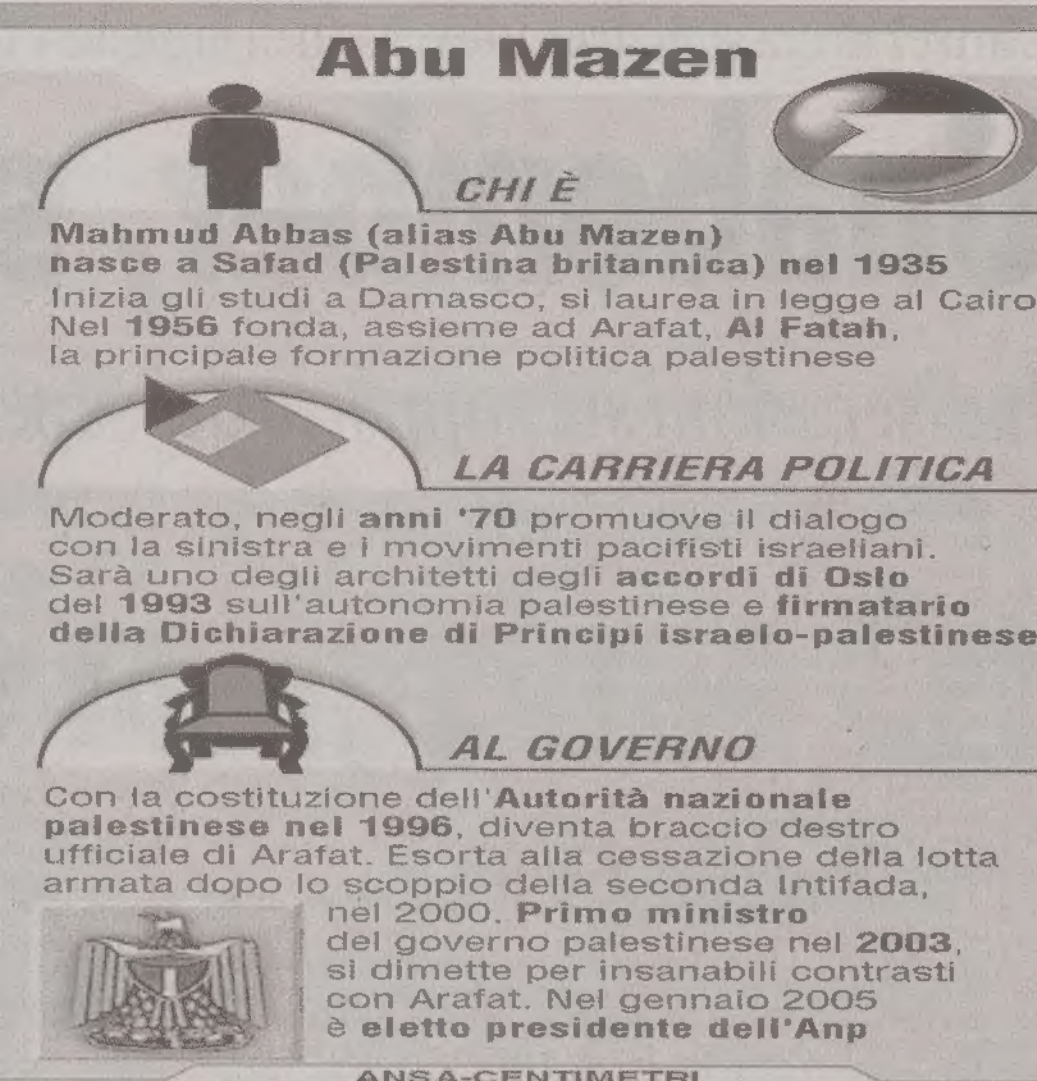 Abu Mazen
CHI È
Mahmud Abbas (alias Abu Mazen)
nasce a Safad (Palestina britannica) nel 1935
Inizia gli studi a Damasco, si laurea in legge al Cairo
Nel 1956 fonda, assieme ad Arafat, Al Fatah,
la principale formazione politica palestinese
LA CARRIERA POLITICA
Moderato, negli anni '70 promuove il dialogo
con la sinistra e i movimenti pacifisti israeliani.
Sarà uno degli architetti degli accordi di Oslo
del 1993 sull'autonomia palestinese e firmatario
della Dichiarazione di Principi israelo-palestinese
AL GOVERNO
Con la costituzione dell'Autorità nazionale
palestinese nel 1996, diventa braccio destro
ufficiale di Arafat. Esorta alla cessazione della lotta
armata dopo lo scoppio della seconda Intifada,
nel 2000. Primo ministro
del governo palestinese nel 2003,
si dimette per insanabili contrasti
con Arafat. Nel gennaio 2005
è eletto presidente dell'Anp
ANSA-CENTIMETRI